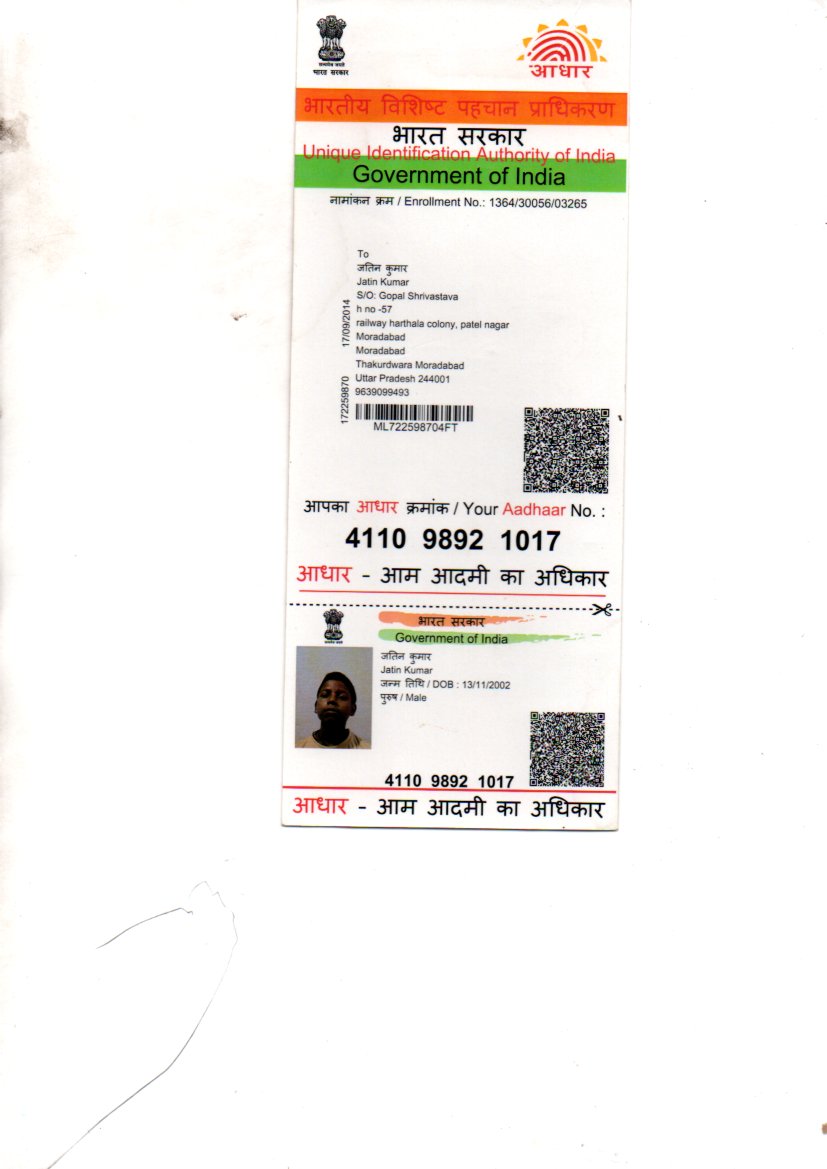 सत्यमेव जयते
भारत सरकार
आधार
भारतीय विशिष्ट पहचान प्राधिकरण
भारत सरकार
Unique Identification Authority of India
Government of India
नामांकन क्रम / Enrollment No.: 1364/30056/03265
To
जतिन कुमार
Jatin Kumar
S/O: Gopal Shrivastava
h no -57
railway harthala colony, patel nagar
Moradabad
Moradabad
Thakurdwara Moradabad
Uttar Pradesh 244001
9639099493
172259870
17/09/2014
ML722598704FT
आपका आधार क्रमांक / Your Aadhaar No. :
4110 9892 1017
आधार - आम आदमी का अधिकार
भारत सरकार
Government of India
जतिन कुमार
Jatin Kumar
जन्म तिथि / DOB : 13/11/2002
पुरुष / Male
4110 9892 1017
आधार - आम आदमी का अधिकार